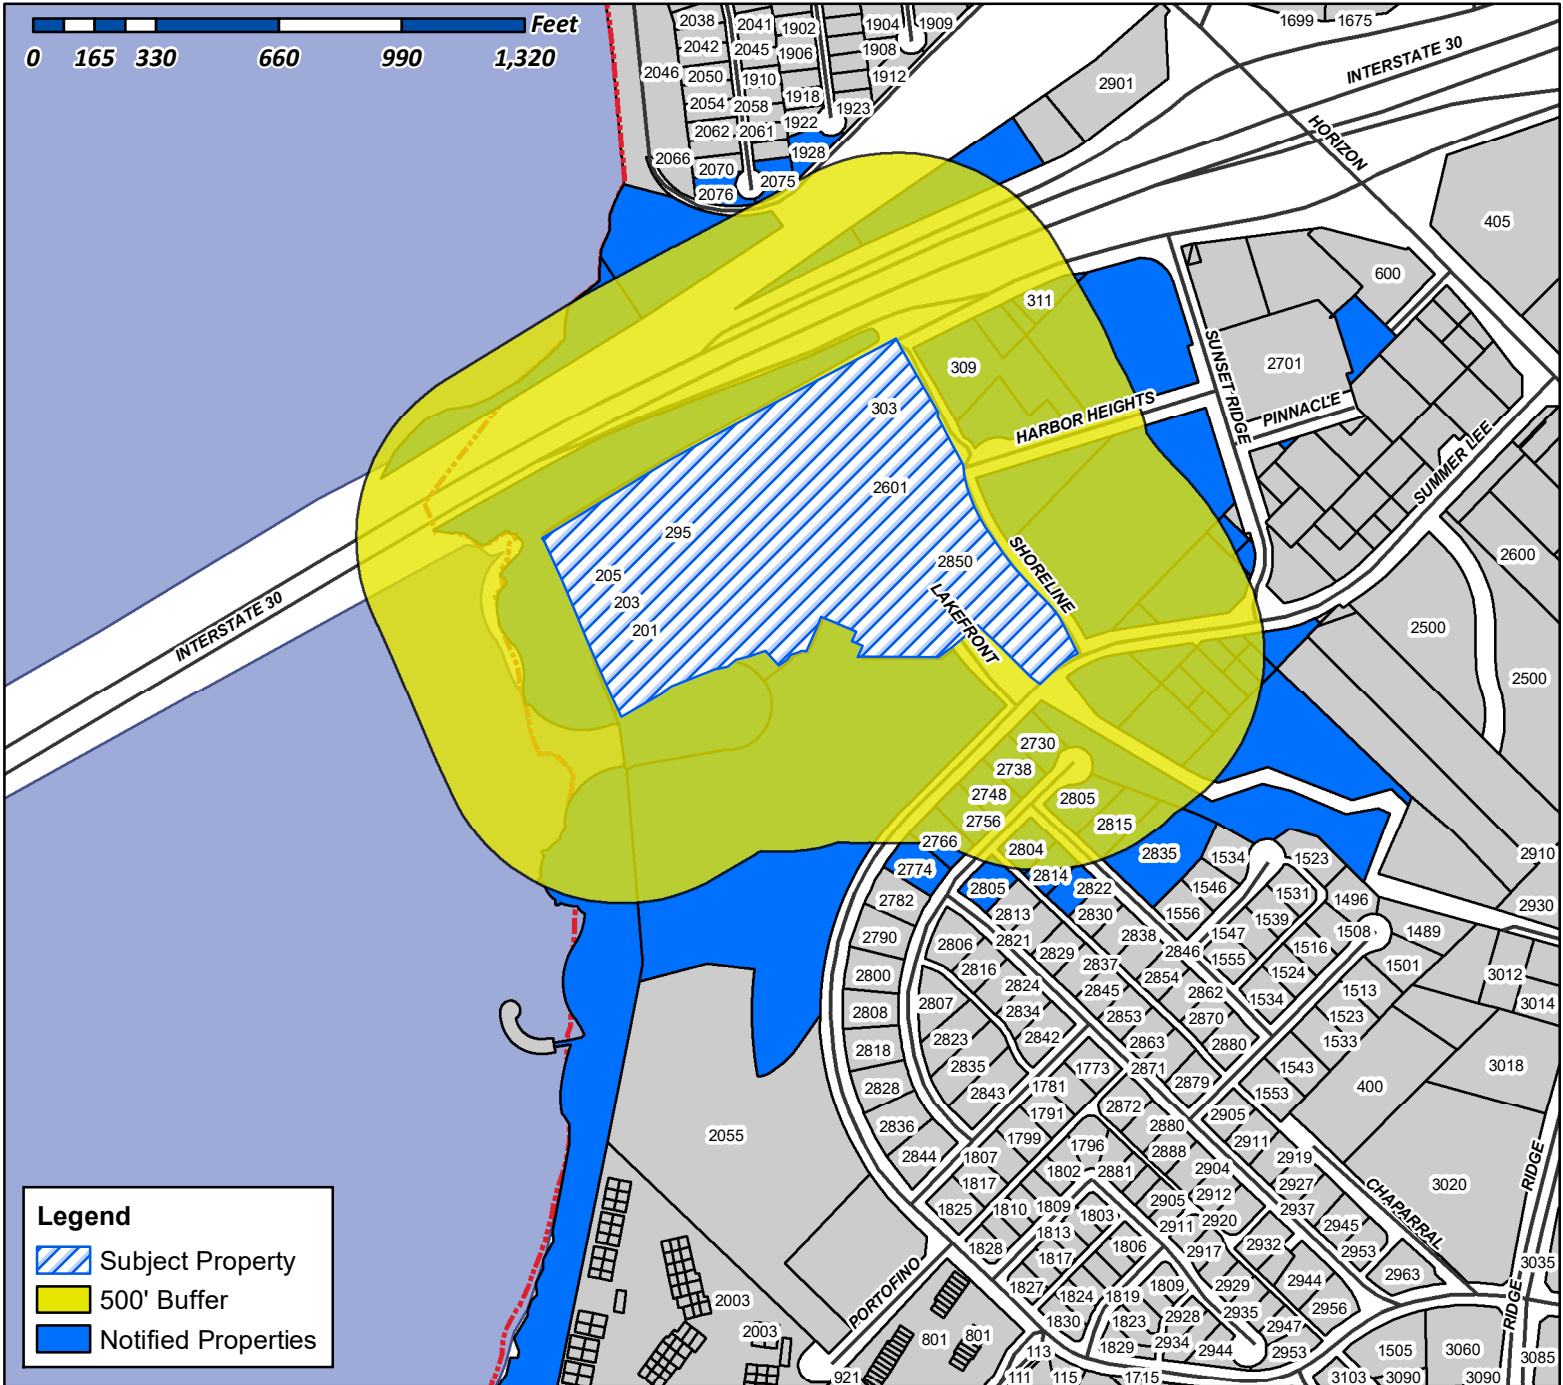 Feet
0 165 330 660 990 1,320
2038 2041 1902 1904 1909
1699 1675
2042 2045 1906 1908
INTERSTATE 30
2046 2050 1910 1912
2901
2054 2058 1918 1923
2062 2061 1922
HORIZON
2066 2070 1928
2076 2075
405
600
311
SUNSET RIDGE
309
2701
303
HARBOR HEIGHTS
PINNACLE
SUMMER LEE
2601
295
2850
SHORELINE
2600
205
203
LAKEFRONT
201
INTERSTATE 30
2500
2500
2730
2738
2748 2805
2756 2815
2766 2804
2774 2814 2835 1534 1523 2910
2805 2822 1546 1531
2782 2813 2830 1556 1539 1496 2930
2790 2806 2821 2829 2838 1547 1508 1489
2846 1516
2800 2816 2837 2854 1555 1524 1501 3012
2807 2824 2845 2862 1534 1513 3014
2808 2834 2853 2870 1523
2818 2823 2842 2863 2880 1533
2835 1773 2871 1543 3018
2828 2843 1781 2879 1553 400
1791 2872 2905
2836 1799 2880 2911
2055
2844 1807 1796 2888 2919
1802 2881 2904 2927 3020
1817 2905 2912 2937
1825 1810 1809 1803 2911 2920 2945
RIDGE
CHAPARRAL
1828 1813 1806 2917 2932 2953
1817 2963 3035
1827 1824 1819 1809 2929 2944
PORTOFINO
2003 1830 1823 2928 2935 2956
RIDGE
2003 801 801 2934 2947
113 1829 2944 2953 1505 3060 3085
921 111 115 1715 3103 3090 3090
Legend
Subject Property
500' Buffer
Notified Properties